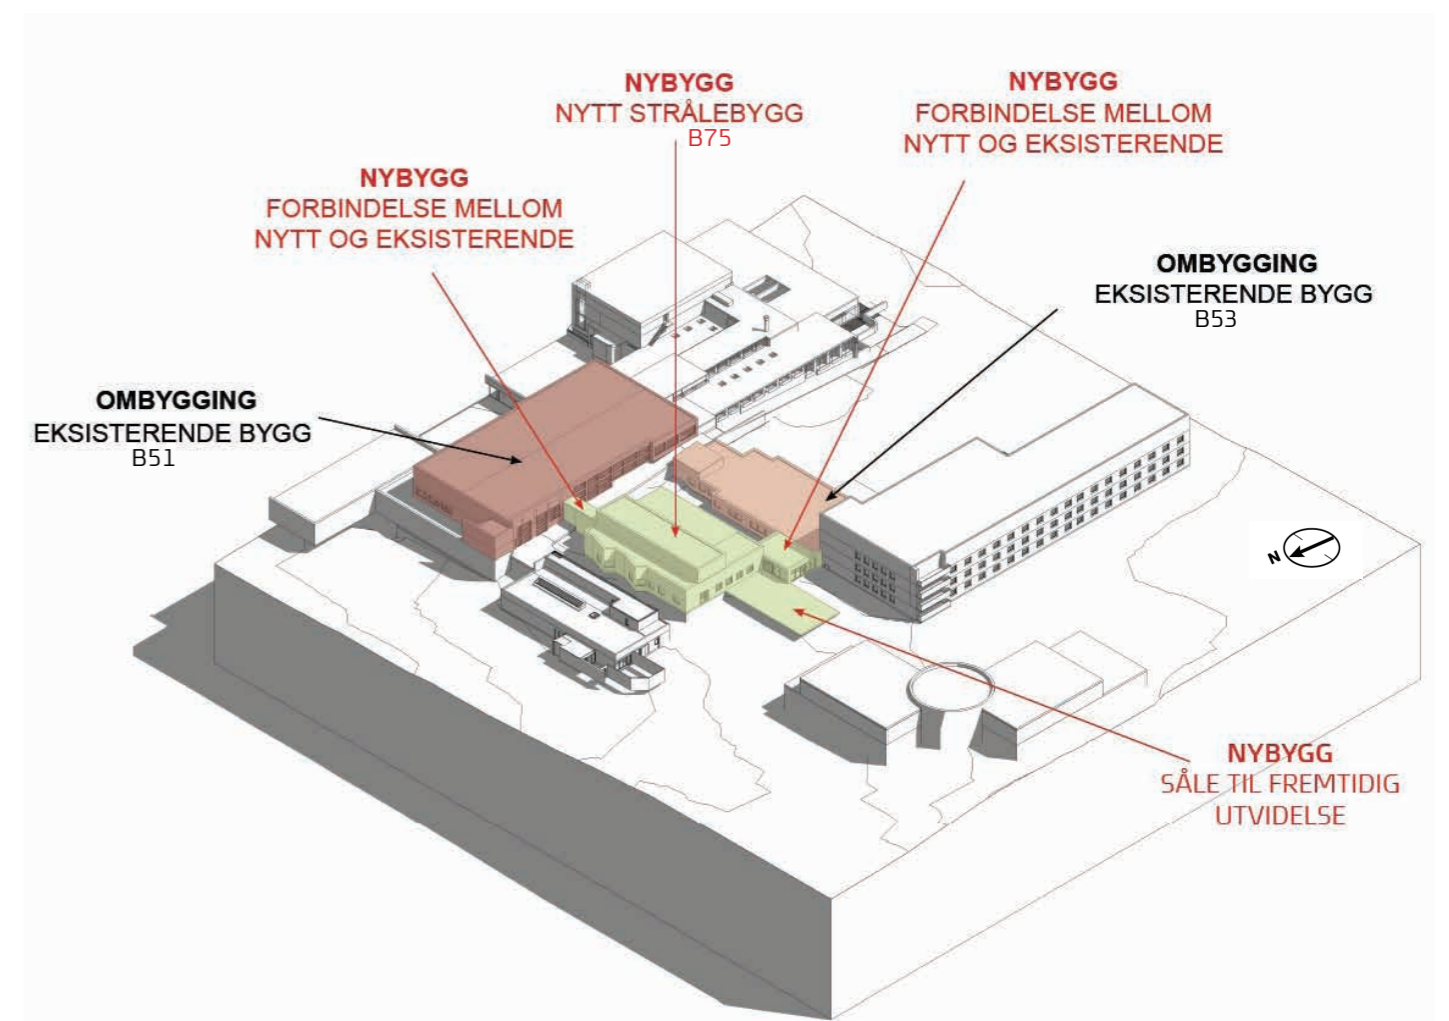 NYBYGG
NYTT STRÅLEBYGG
B75
NYBYGG
FORBINDELSE MELLOM
NYTT OG EKSISTERENDE
NYBYGG
FORBINDELSE MELLOM
NYTT OG EKSISTERENDE
OMBYGGING
EKSISTERENDE BYGG
B53
OMBYGGING
EKSISTERENDE BYGG
B51
N
NYBYGG
SÅLE TIL FREMTIDIG
UTVIDELSE